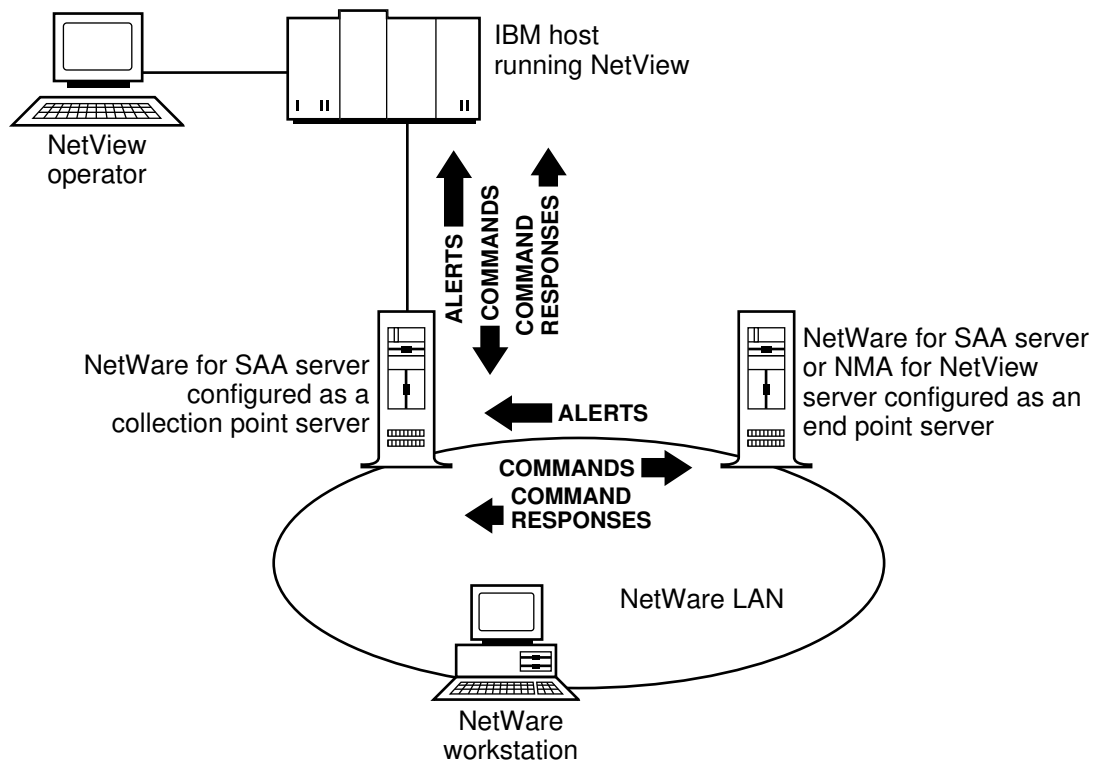 IBM host
running NetView
NetView
operator
ALERTS
COMMANDS
COMMAND
RESPONSES
NetWare for SAA server
configured as a
collection point server
NetWare for SAA server
or NMA for NetView
server configured as an
end point server
ALERTS
COMMANDS
COMMAND
RESPONSES
NetWare LAN
NetWare
workstation